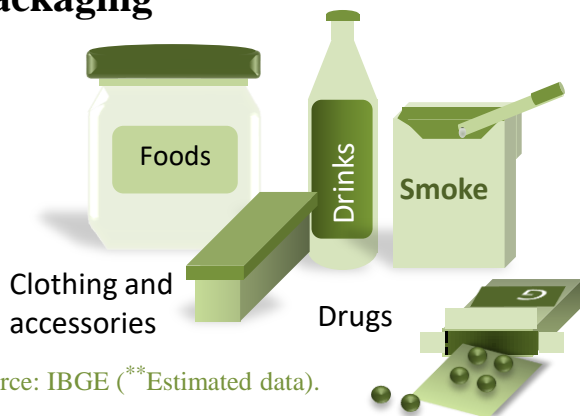 ackaging
Foods
Drinks
Smoke
Clothing and
accessories
Drugs
G
rce: IBGE (**Estimated data).